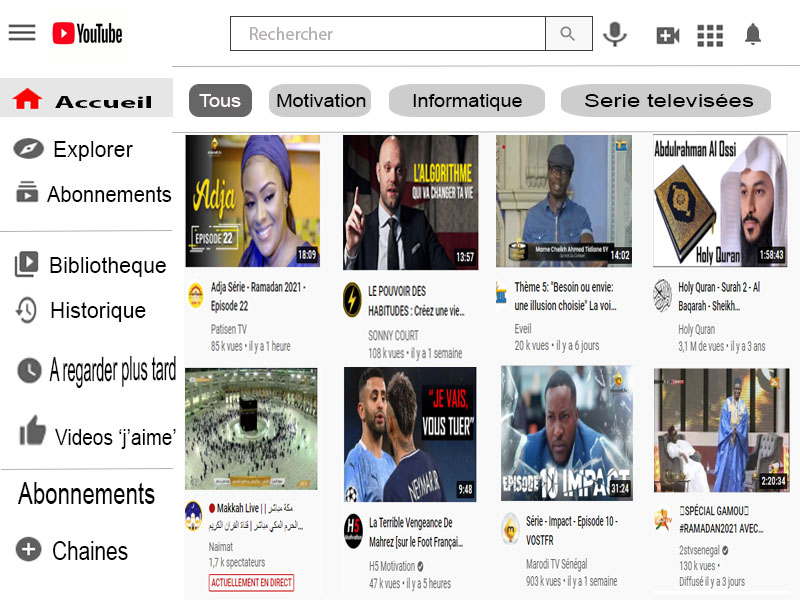 YouTube
Rechercher
Accueil
Tous
Motivation
Informatique
Serie televisées
Explorer
Abonnements
Bibliotheque
Historique
A regarder plus tard
Videos ‘j’aime’
Abonnements
Chaines
Adja
EPISODE 22
18:09
Adja Série - Ramadan 2021 -
Episode 22
Patisen TV
85 k vues • il y a 1 heure
L'ALGORITHME
QUI VA CHANGER TA VIE
13:57
LE POUVOIR DES
HABITUDES : Créez une vie...
SONNY COURT
108 k vues • il y a 1 semaine
Mame Cheikh Ahmed Tidiane SY
14:02
Thème 5: "Besoin ou envie:
une illusion choisie" La voi...
Eveil
20 k vues • il y a 6 jours
Abdulrahman Al Ossi
Holy Quran
1:58:43
Holy Quran - Surah 2 - Al
Baqarah - Sheikh...
Holy Quran
3,1 M de vues • il y a 3 ans
Makkah Live | | مكة مباشر
الحرم المكي مباشر | قناة القران الكريم...
Naimat
1,7 k spectateurs
ACTUELLEMENT EN DIRECT
"JE VAIS,
VOUS TUER"
NEYMAR JR
9:48
H5
Motivation
La Terrible Vengeance De
Mahrez [sur le Foot Françai...
H5 Motivation
47 k vues • il y a 5 heures
EPISODE 10 IMPACT
31:24
Série - Impact - Episode 10 -
VOSTFR
Marodi TV Sénégal
903 k vues • il y a 1 semaine
2:20:34
SPÉCIAL GAMOU
#RAMADAN2021 AVEC...
2stvsenegal
130 k vues •
Diffusé il y a 3 jours